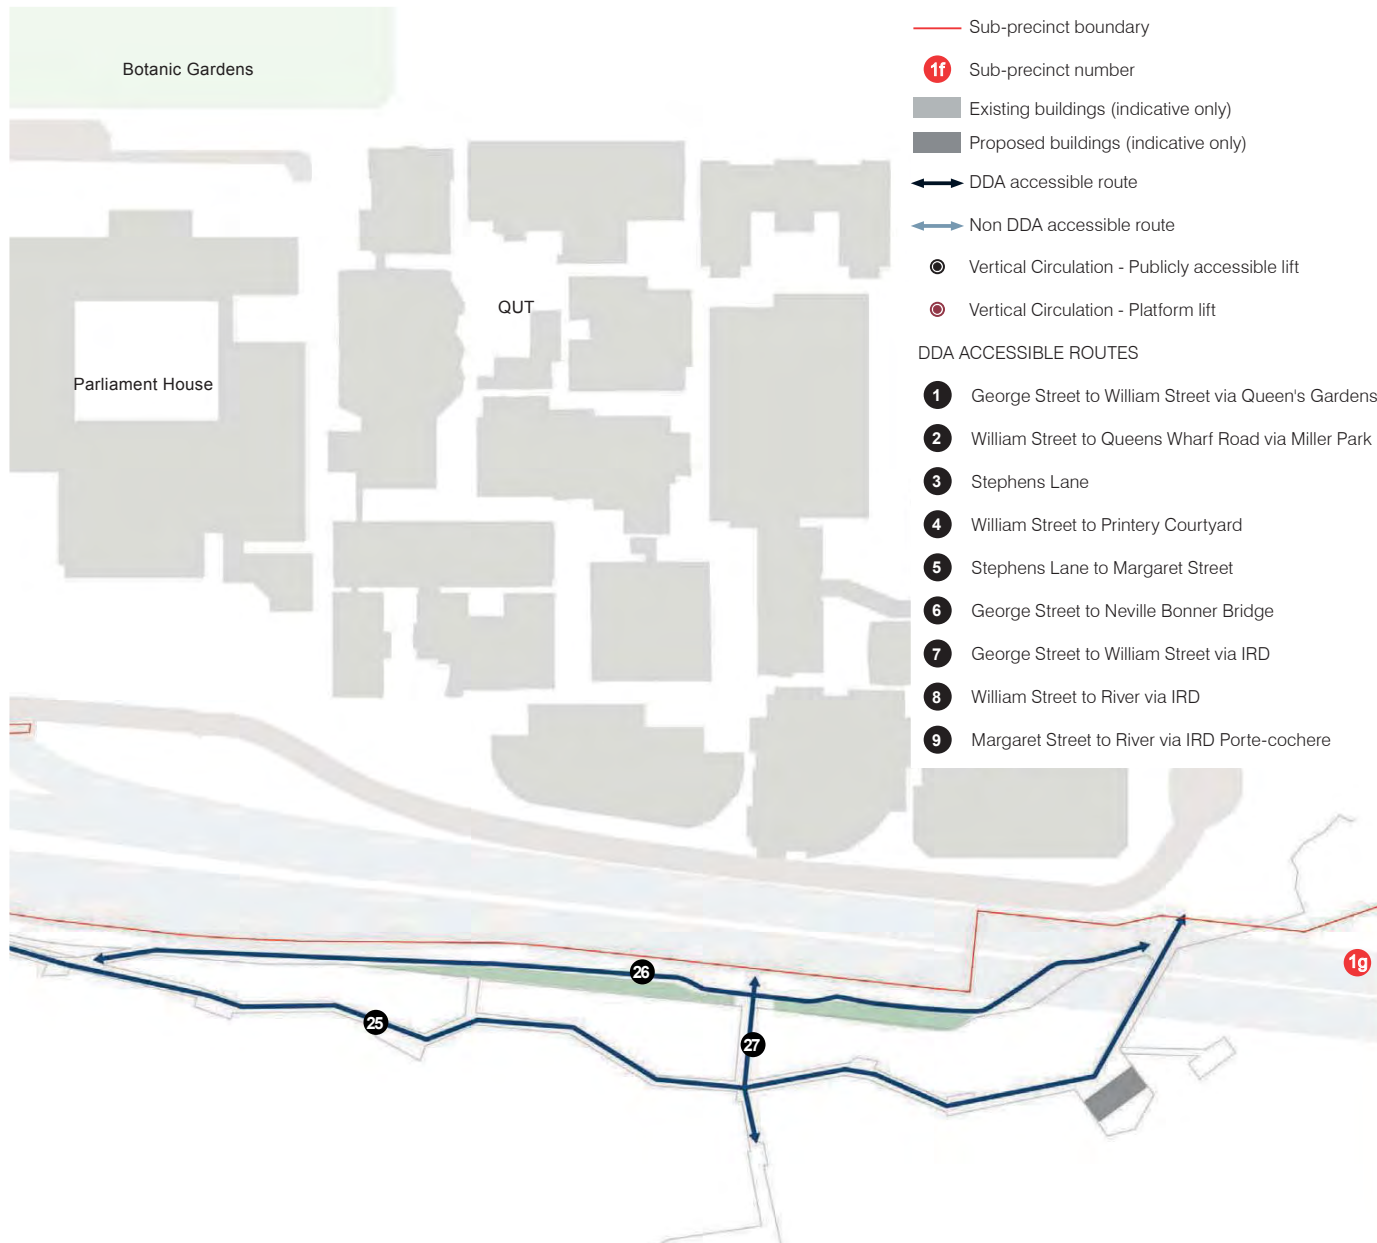 Botanic Gardens
Parliament House
QUT
Sub-precinct boundary
1f Sub-precinct number
Existing buildings (indicative only)
Proposed buildings (indicative only)
DDA accessible route
Non DDA accessible route
Vertical Circulation - Publicly accessible lift
Vertical Circulation - Platform lift
DDA ACCESSIBLE ROUTES
1 George Street to William Street via Queen's Gardens
2 William Street to Queens Wharf Road via Miller Park
3 Stephens Lane
4 William Street to Printery Courtyard
5 Stephens Lane to Margaret Street
6 George Street to Neville Bonner Bridge
7 George Street to William Street via IRD
8 William Street to River via IRD
9 Margaret Street to River via IRD Porte-cochere
1g
26
25
27